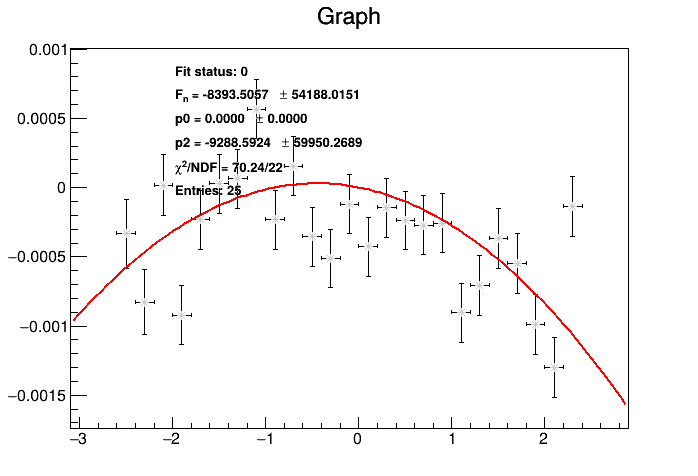 Graph
0.001
0.0005
0
−0.0005
−0.001
−0.0015
Fit status: 0
Fn = -8393.5057 ± 54188.0151
p0 = 0.0000 ± 0.0000
p2 = -9288.5924 ± 59950.2689
χ²/NDF = 70.24/22
Entries: 25
−3 −2 −1 0 1 2